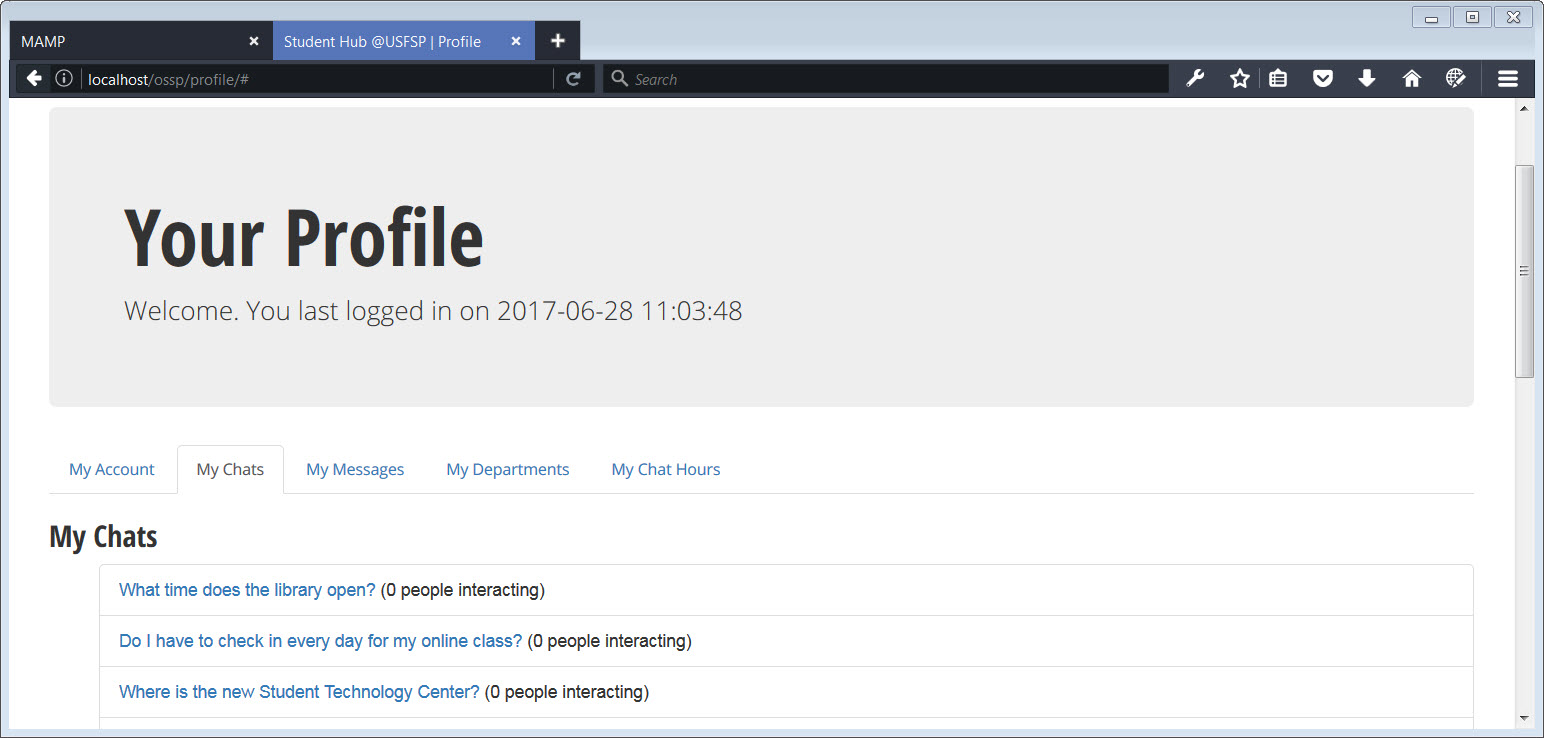 MAMP
Student Hub @USFSP | Profile
localhost/ossp/profile/#
Search
Your Profile
Welcome. You last logged in on 2017-06-28 11:03:48
My Account
My Chats
My Messages
My Departments
My Chat Hours
My Chats
What time does the library open? (0 people interacting)
Do I have to check in every day for my online class? (0 people interacting)
Where is the new Student Technology Center? (0 people interacting)